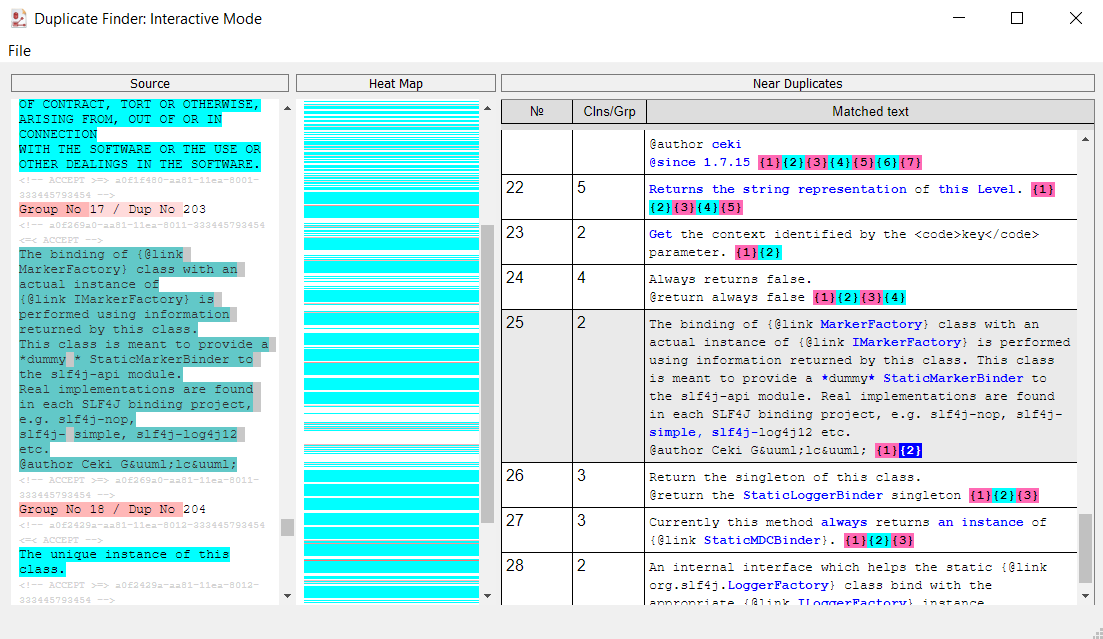 Duplicate Finder: Interactive Mode
File
Source
OF CONTRACT, TORT OR OTHERWISE,
ARISING FROM, OUT OF OR IN
CONNECTION
WITH THE SOFTWARE OR THE USE OR
OTHER DEALINGS IN THE SOFTWARE.
<!-- ACCEPT >=> a0f1f480-aa81-11ea-8001-
333445793454 -->
Group No 17 / Dup No 203
<!-- a0f269a0-aa81-11ea-8011-333445793454
<=< ACCEPT -->
The binding of {@link
MarkerFactory} class with an
actual instance of
{@link IMarkerFactory} is
performed using information
returned by this class.
This class is meant to provide a
*dummy * StaticMarkerBinder to
the slf4j-api module.
Real implementations are found
in each SLF4J binding project,
e.g. slf4j-nop,
slf4j- simple, slf4j-log4j12
etc.
@author Ceki G&uuml;lc&uuml;
<!-- ACCEPT >=> a0f269a0-aa81-11ea-8011-
333445793454 -->
Group No 18 / Dup No 204
<!-- a0f2429a-aa81-11ea-8012-333445793454
<=< ACCEPT -->
The unique instance of this
class.
<!-- ACCEPT >=> a0f2429a-aa81-11ea-8012-
333445793454 -->
Heat Map
Near Duplicates
№ Clns/Grp Matched text
@author ceki
@since 1.7.15 {1}{2}{3}{4}{5}{6}{7}
22 5 Returns the string representation of this Level. {1}
{2}{3}{4}{5}
23 2 Get the context identified by the <code>key</code>
parameter. {1}{2}
24 4 Always returns false.
@return always false {1}{2}{3}{4}
25 2 The binding of {@link MarkerFactory} class with an
actual instance of {@link IMarkerFactory} is performed
using information returned by this class. This class
is meant to provide a *dummy* StaticMarkerBinder to
the slf4j-api module. Real implementations are found
in each SLF4J binding project, e.g. slf4j-nop, slf4j-
simple, slf4j-log4j12 etc.
@author Ceki G&uuml;lc&uuml; {1}{2}
26 3 Return the singleton of this class.
@return the StaticLoggerBinder singleton {1}{2}{3}
27 3 Currently this method always returns an instance of
{@link StaticMDCBinder}. {1}{2}{3}
28 2 An internal interface which helps the static {@link
org.slf4j.LoggerFactory} class bind with the
appropriate {@link ILoggerFactory} instance